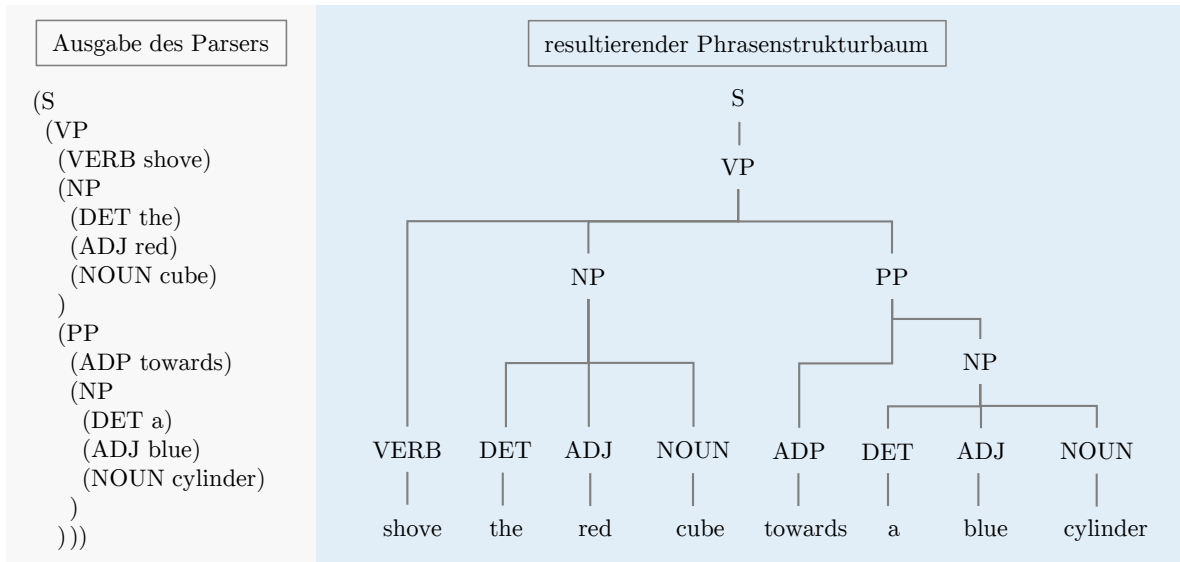 Ausgabe des Parsers
(S
(VP
(VERB shove)
(NP
(DET the)
(ADJ red)
(NOUN cube)
)
(PP
(ADP towards)
(NP
(DET a)
(ADJ blue)
(NOUN cylinder)
)
)))
resultierender Phrasenstrukturbaum
S
VP
NP PP
NP
VERB DET ADJ NOUN ADP DET ADJ NOUN
shove the red cube towards a blue cylinder